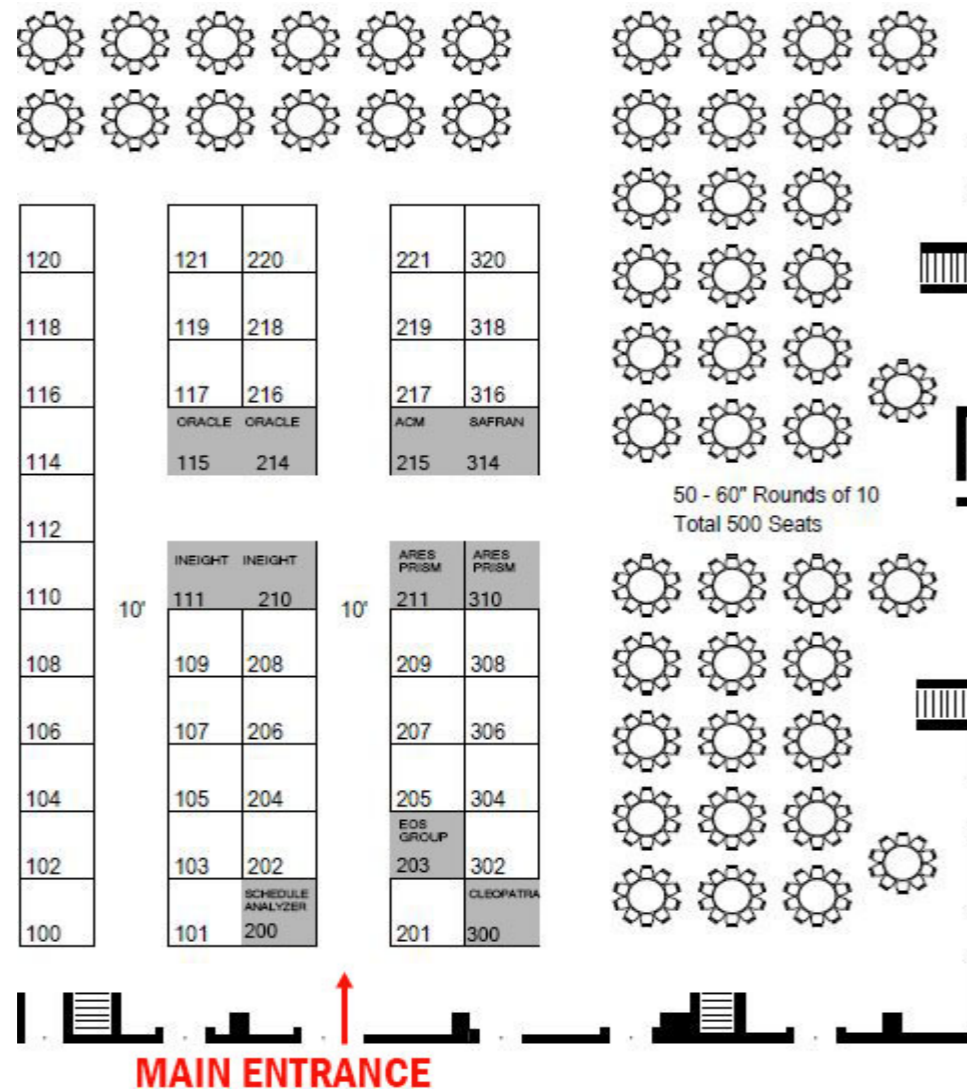 120 121 220 221 320
118 119 218 219 318
116 117 216 217 316
ORACLE ORACLE ACM SAFRAN
114 115 214 215 314
50 - 60" Rounds of 10
Total 500 Seats
112
INEIGHT INEIGHT ARES PRISM ARES PRISM
110 111 210 211 310
10' 10'
108 109 208 209 308
106 107 206 207 306
104 105 204 205 304
EOS GROUP
102 103 202 203 302
SCHEDULE ANALYZER CLEOPATRA
100 101 200 201 300
MAIN ENTRANCE